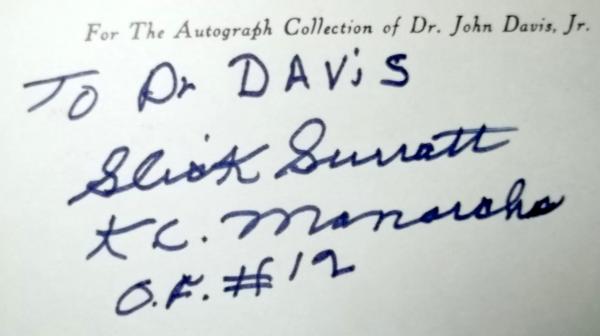 For The Autograph Collection of Dr. John Davis, Jr.
To Dr DAViS
Slick Surratt
K C. Monarchs
O.F. #12